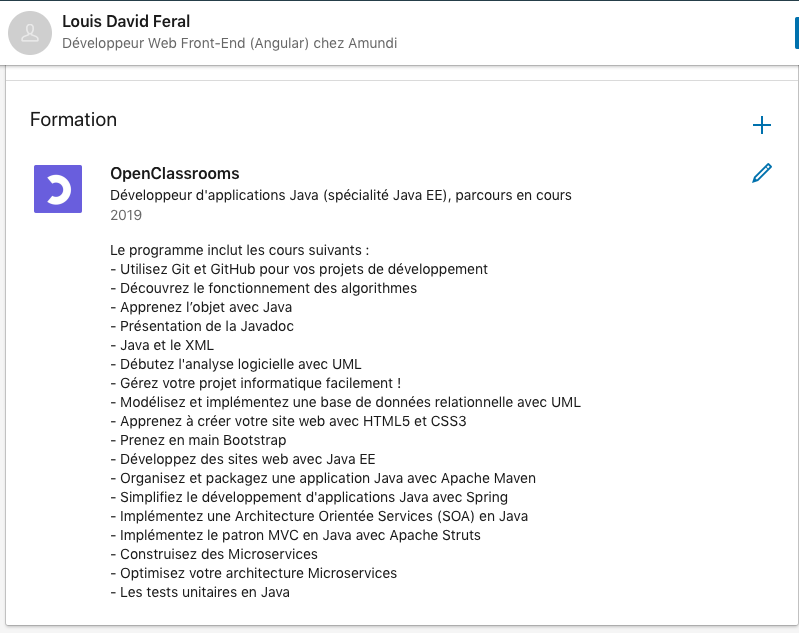 Louis David Feral
Développeur Web Front-End (Angular) chez Amundi
Formation
OpenClassrooms
Développeur d'applications Java (spécialité Java EE), parcours en cours
2019
Le programme inclut les cours suivants :
- Utilisez Git et GitHub pour vos projets de développement
- Découvrez le fonctionnement des algorithmes
- Apprenez l’objet avec Java
- Présentation de la Javadoc
- Java et le XML
- Débutez l'analyse logicielle avec UML
- Gérez votre projet informatique facilement !
- Modélisez et implémentez une base de données relationnelle avec UML
- Apprenez à créer votre site web avec HTML5 et CSS3
- Prenez en main Bootstrap
- Développez des sites web avec Java EE
- Organisez et packagez une application Java avec Apache Maven
- Simplifiez le développement d'applications Java avec Spring
- Implémentez une Architecture Orientée Services (SOA) en Java
- Implémentez le patron MVC en Java avec Apache Struts
- Construisez des Microservices
- Optimisez votre architecture Microservices
- Les tests unitaires en Java